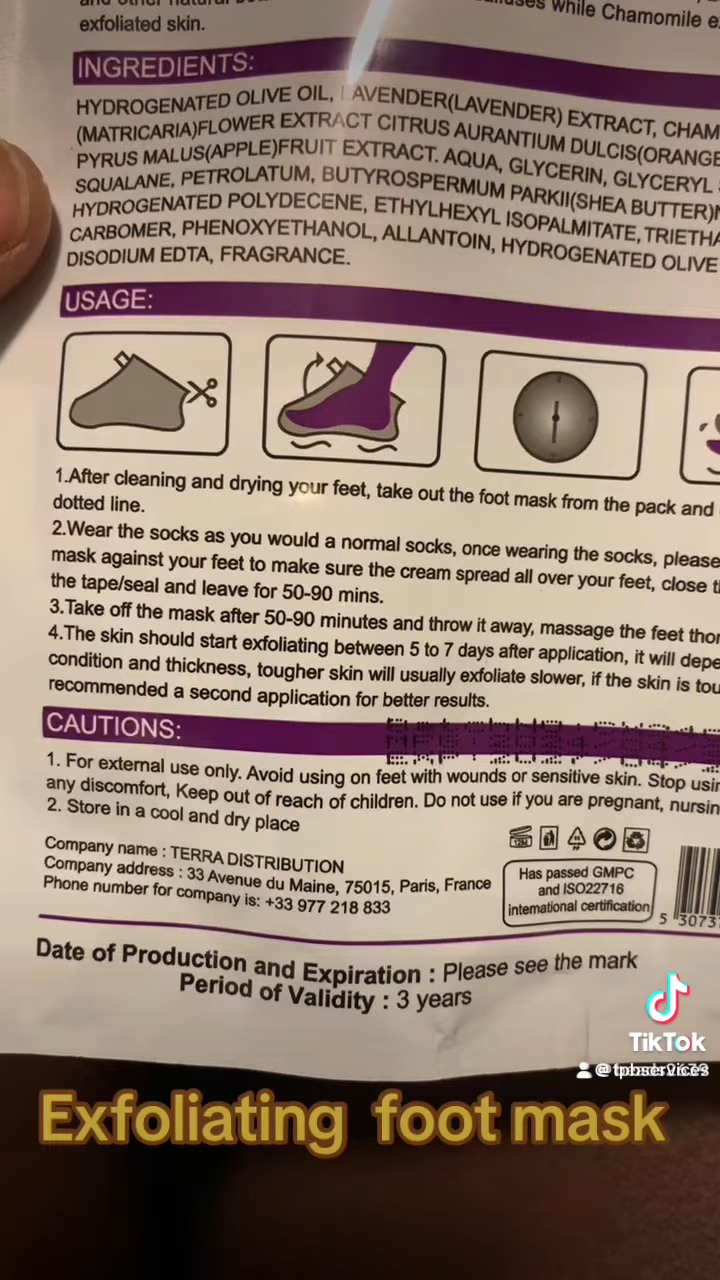 exfoliated skin.
while Chamomile e
INGREDIENTS:
HYDROGENATED OLIVE OIL, LAVENDER(LAVENDER) EXTRACT, CHAM
(MATRICARIA)FLOWER EXTRACT CITRUS AURANTIUM DULCIS(ORANGE
PYRUS MALUS(APPLE)FRUIT EXTRACT. AQUA, GLYCERIN, GLYCERYL
SQUALANE, PETROLATUM, BUTYROSPERMUM PARKII(SHEA BUTTER)
HYDROGENATED POLYDECENE, ETHYLHEXYL ISOPALMITATE, TRIETHA
CARBOMER, PHENOXYETHANOL, ALLANTOIN, HYDROGENATED OLIVE
DISODIUM EDTA, FRAGRANCE.
USAGE:
1.After cleaning and drying your feet, take out the foot mask from the pack and
dotted line.
2.Wear the socks as you would a normal socks, once wearing the socks, please
mask against your feet to make sure the cream spread all over your feet, close th
the tape/seal and leave for 50-90 mins.
3.Take off the mask after 50-90 minutes and throw it away, massage the feet thor
4.The skin should start exfoliating between 5 to 7 days after application, it will depe
condition and thickness, tougher skin will usually exfoliate slower, if the skin is tou
recommended a second application for better results.
CAUTIONS:
1. For external use only. Avoid using on feet with wounds or sensitive skin. Stop usin
any discomfort, Keep out of reach of children. Do not use if you are pregnant, nursin
2. Store in a cool and dry place
12M
PP
Company name : TERRA DISTRIBUTION
Company address : 33 Avenue du Maine, 75015, Paris, France
Phone number for company is: +33 977 218 833
Has passed GMPC
and ISO22716
international certification
5 30737
Date of Production and Expiration : Please see the mark
Period of Validity : 3 years
TikTok
Exfoliating foot mask